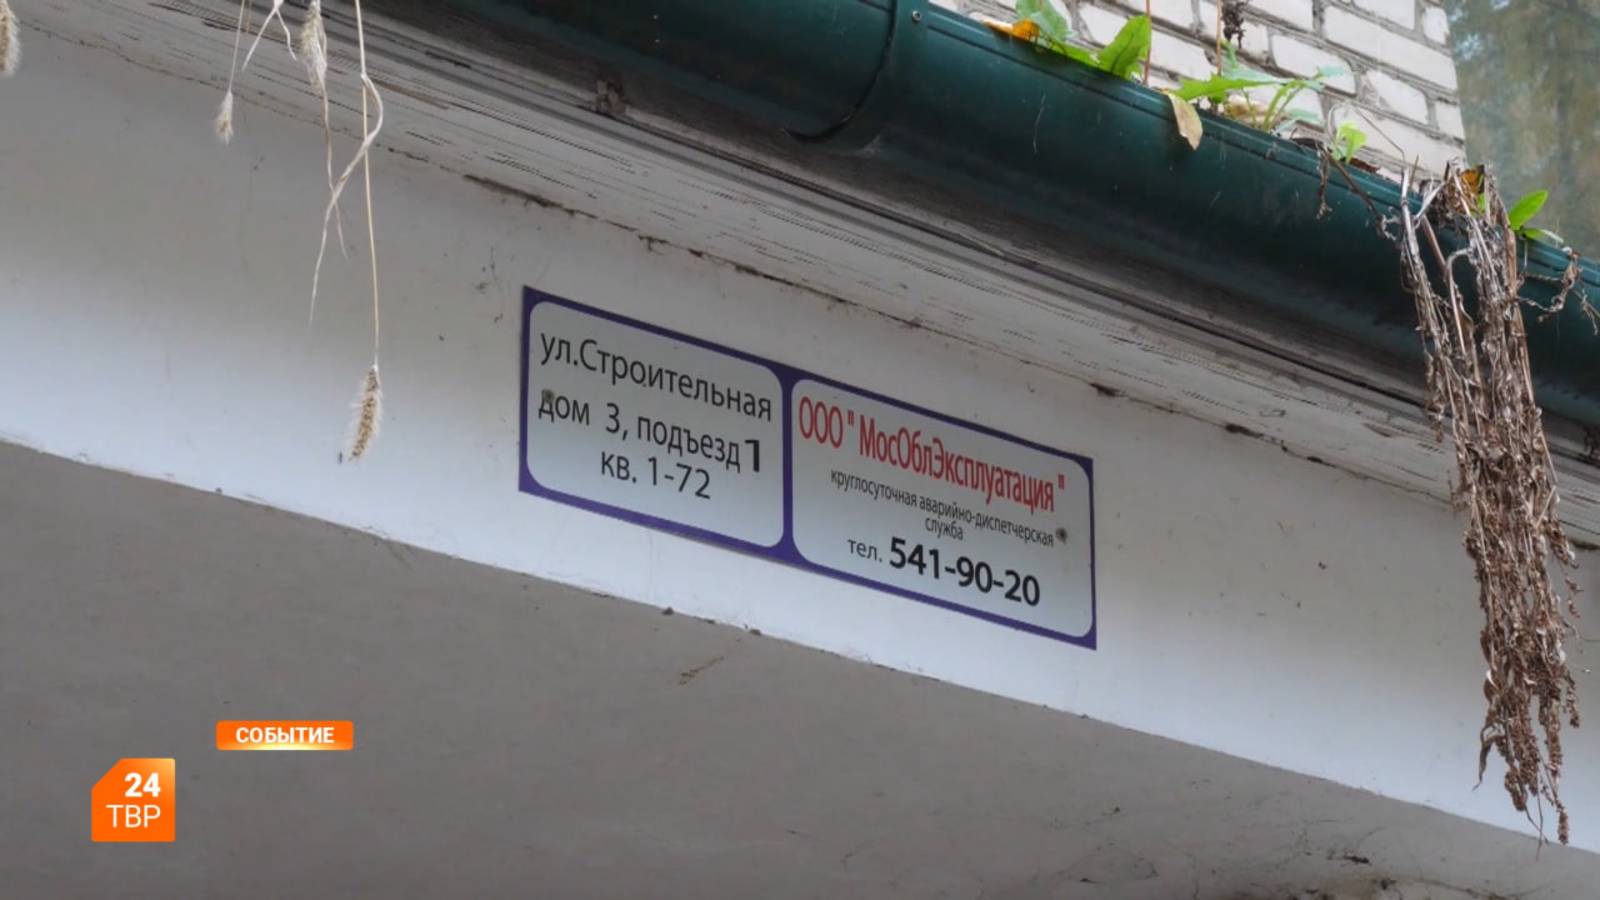 ул.Строительная
дом 3, подъезд 1
кв. 1-72
ООО " МосОблЭксплуатация "
круглосуточная аварийно-диспетчерская
служба
тел. 541-90-20
СОБЫТИЕ
24
ТВР